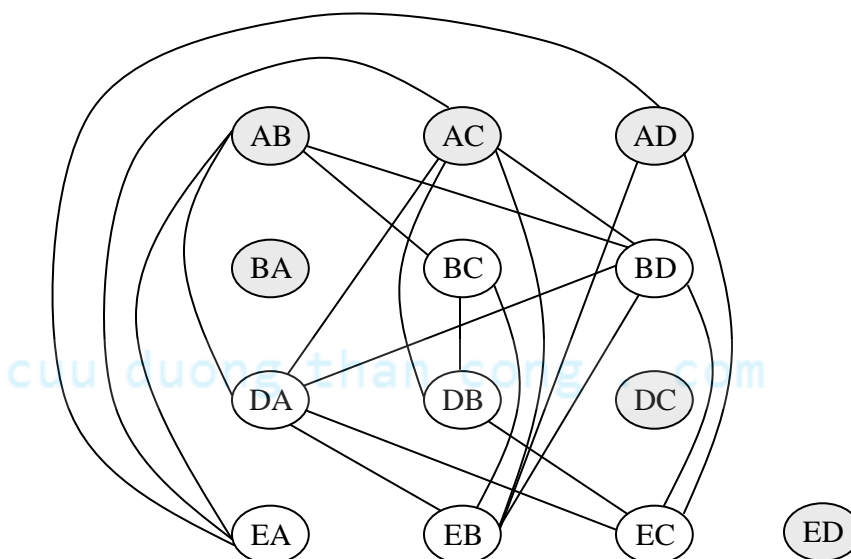 AB AC AD
BA BC BD
cuu duong than cong . com
DA DB DC
EA EB EC ED